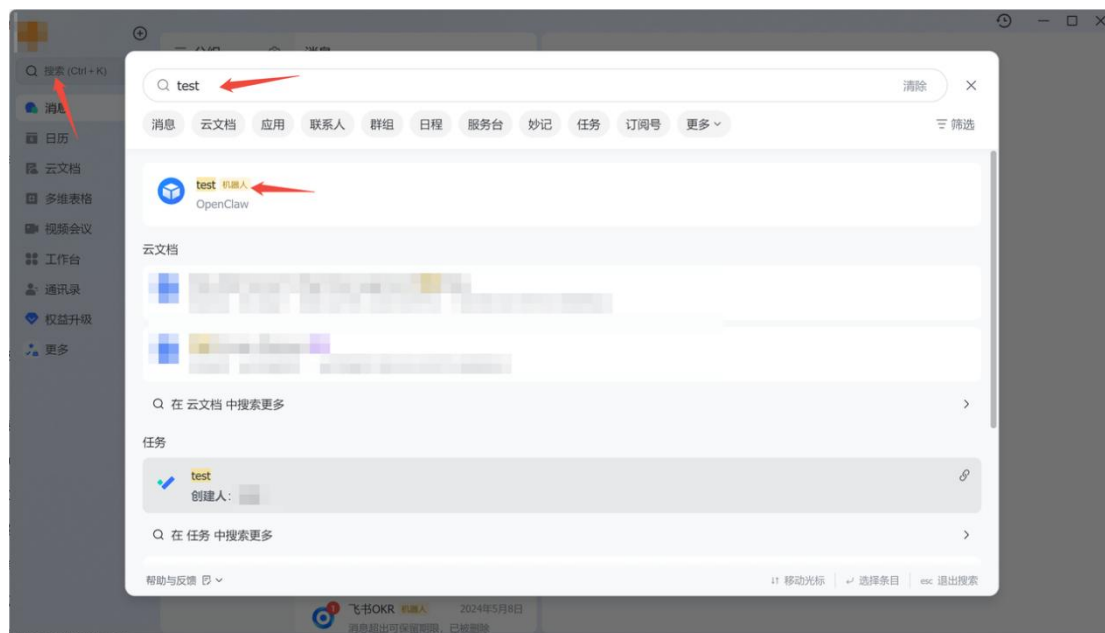 搜索 (Ctrl + K)
消息
日历
云文档
多维表格
视频会议
工作台
通讯录
权益升级
更多
test
清除
消息 云文档 应用 联系人 群组 日程 服务台 妙记 任务 订阅号 更多
筛选
test 机器人
OpenClaw
云文档
在 云文档 中搜索更多
任务
test
创建人：
在 任务 中搜索更多
帮助与反馈
移动光标 选择条目 esc 退出搜索
飞书OKR 机器人 2024年5月8日
消息超出可保留期限，已被删除